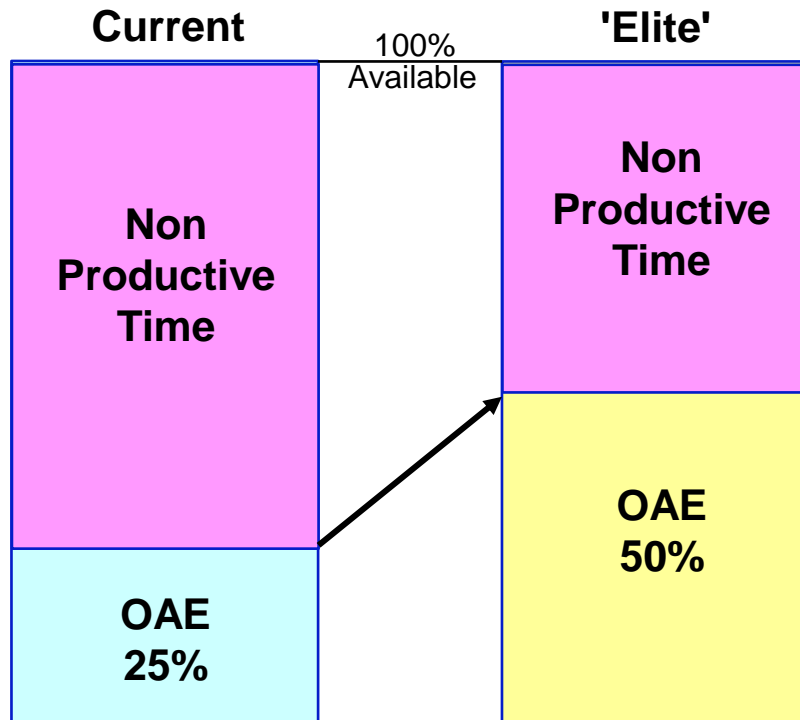 Current
100%
Available
'Elite'
Non
Productive
Time
Non
Productive
Time
OAE
25%
OAE
50%